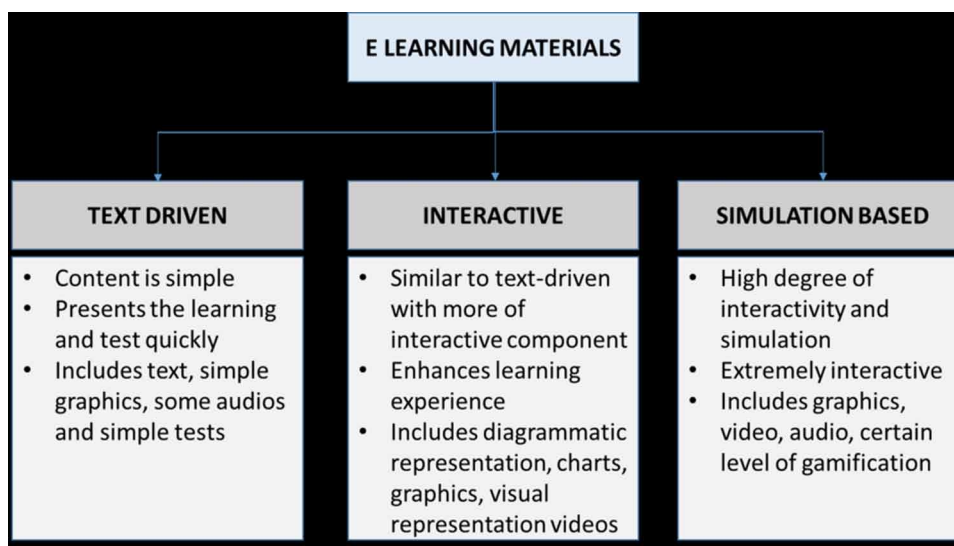 E LEARNING MATERIALS
TEXT DRIVEN
• Content is simple
• Presents the learning
and test quickly
• Includes text, simple
graphics, some audios
and simple tests
INTERACTIVE
• Similar to text-driven
with more of
interactive component
• Enhances learning
experience
• Includes diagrammatic
representation, charts,
graphics, visual
representation videos
SIMULATION BASED
• High degree of
interactivity and
simulation
• Extremely interactive
• Includes graphics,
video, audio, certain
level of gamification